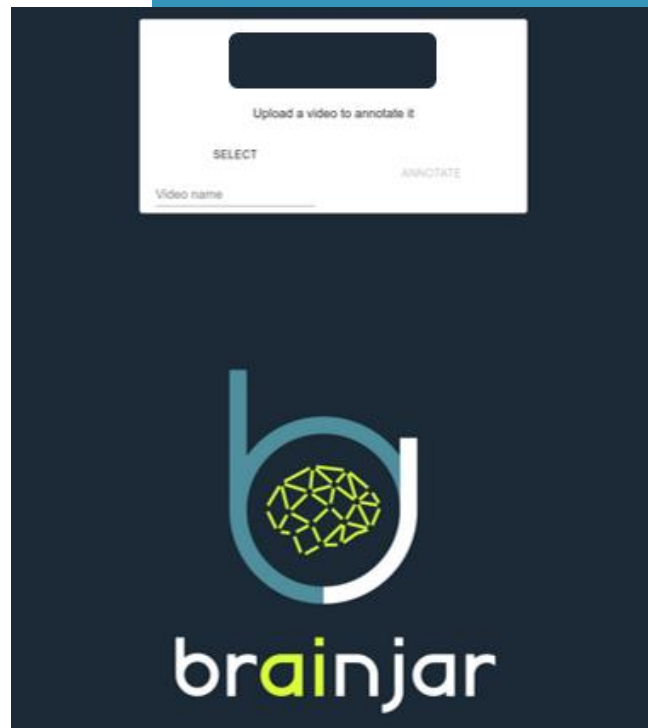 Upload a video to annotate it
SELECT
ANNOTATE
Video name
brainjar